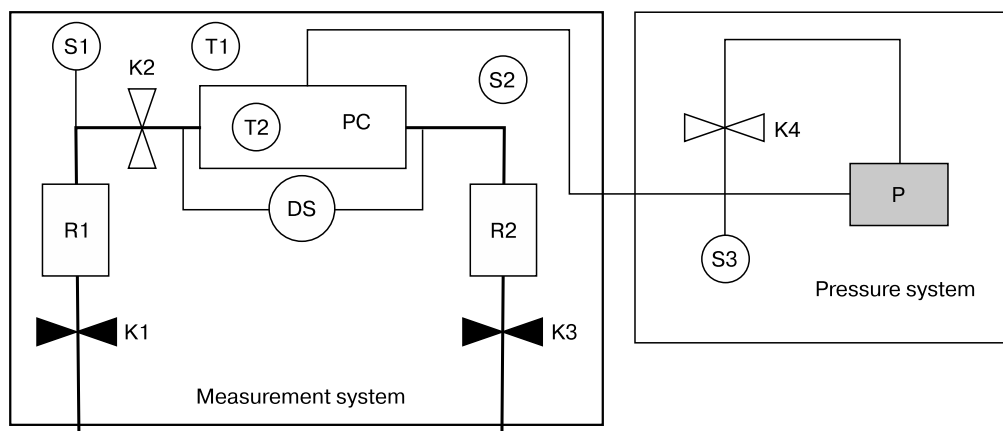 S1
T1
K2
S2
T2
PC
K4
DS
P
R1
R2
S3
Pressure system
K1
K3
Measurement system